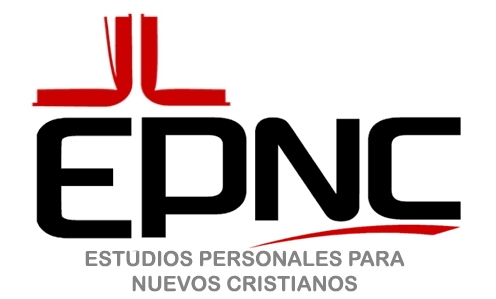 EPNC
ESTUDIOS PERSONALES PARA
NUEVOS CRISTIANOS